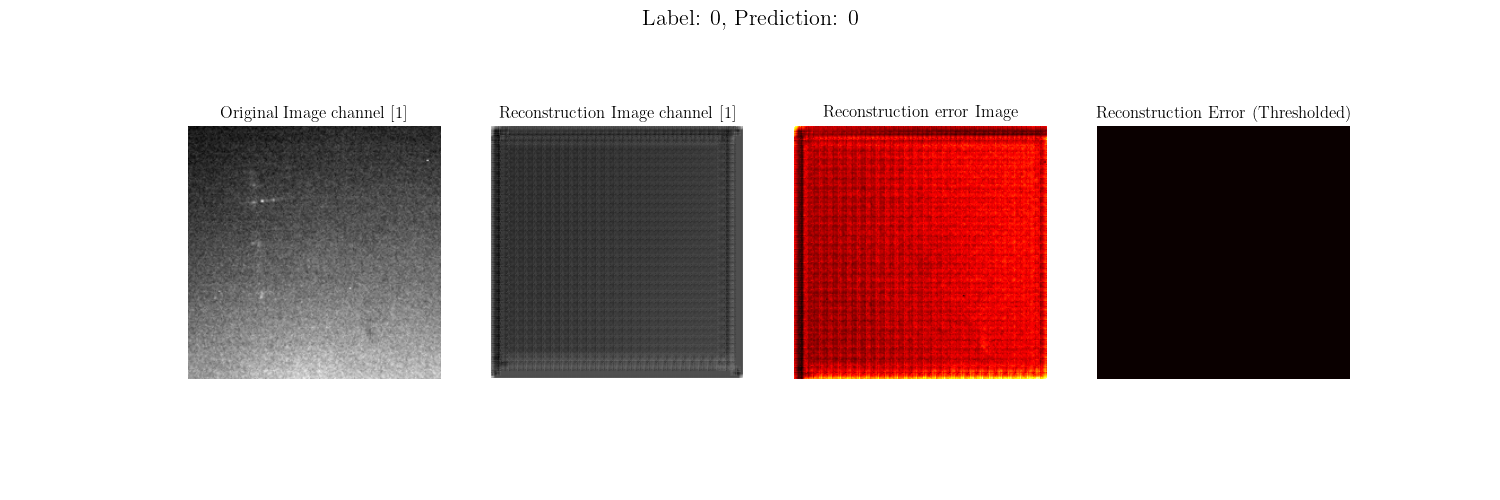 Label: 0, Prediction: 0
Original Image channel [1]
Reconstruction Image channel [1]
Reconstruction error Image
Reconstruction Error (Thresholded)